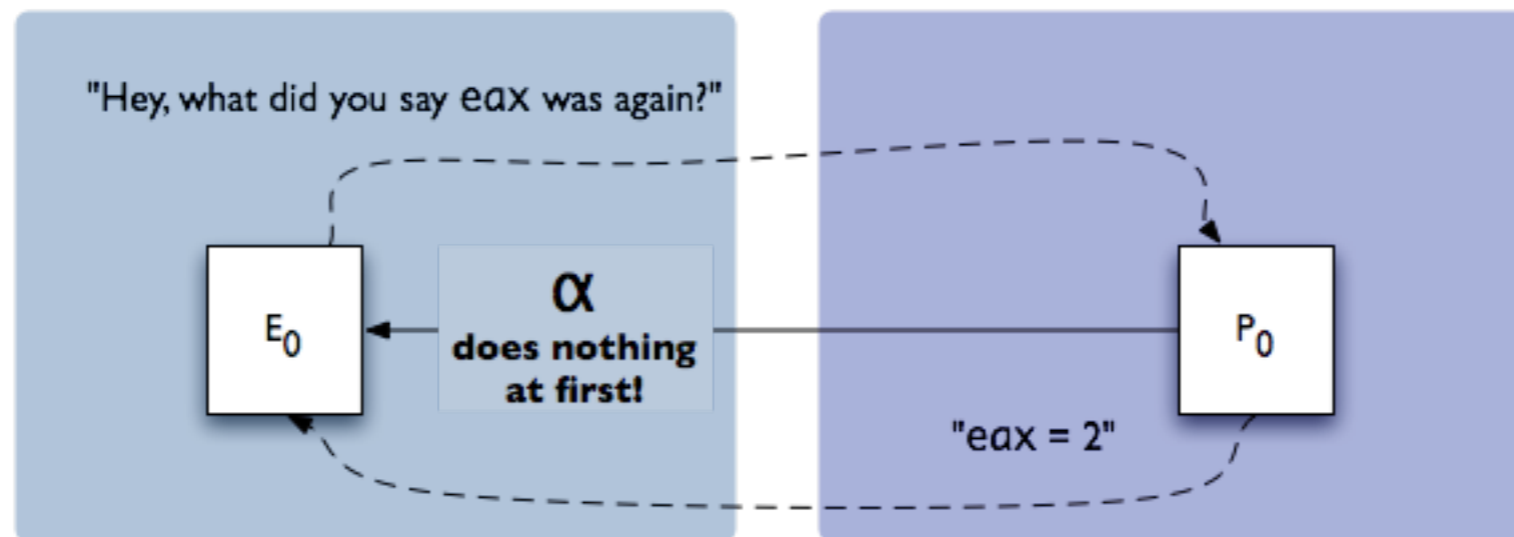 "Hey, what did you say eax was again?"
α
does nothing
at first!
E0
P0
"eax = 2"